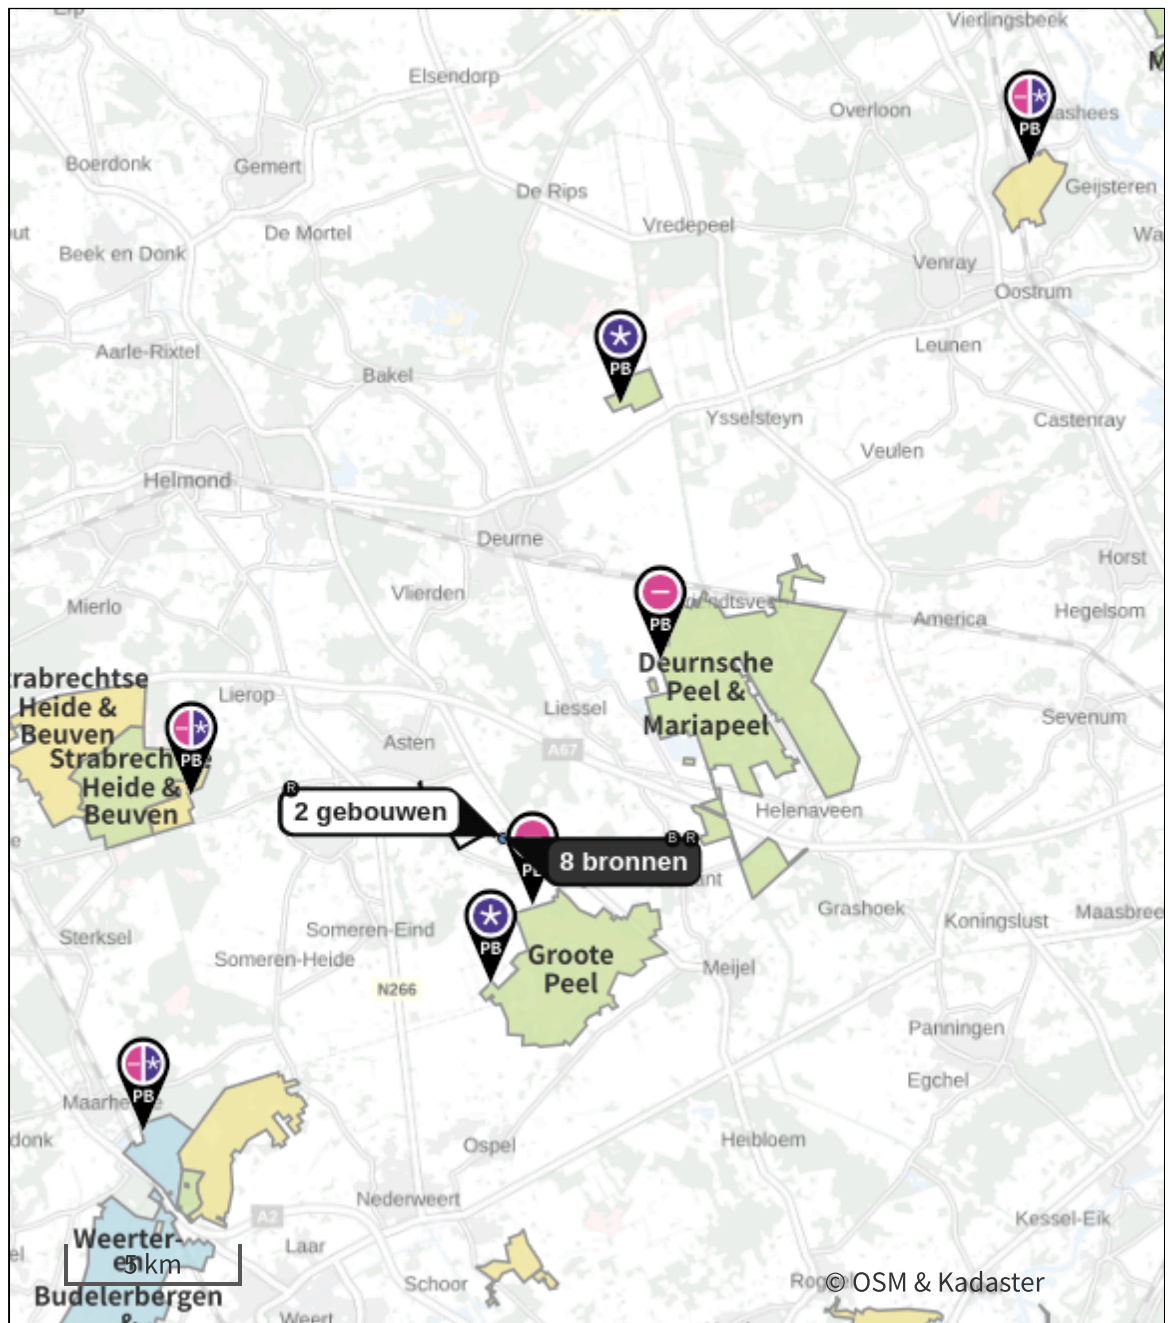 Vierlingsbeek
Elsendorp
Overloon
PB
Boerdonk
Gemert
De Rips
Geijsteren
De Mortel
Vredepeel
Beek en Donk
Venray
Oostrum
Aarle-Rixtel
Leunen
PB
Bakel
Ysselsteyn
Castenray
Veulen
Helmond
Deurne
Horst
Vlierden
Mierlo
PB
America
Hegelsom
Deurnsche
Peel &
Mariapeel
trabrechtse
Heide &
Beuven
Lierop
Liessel
Sevenum
Asten
A67
PB
Heide &
Beuven
R
2 gebouwen
Helenaveen
B R
8 bronnen
Grashoek
Koningslust
Maasbree
Someren-Eind
Sterksel
PB
Groote
Peel
Someren-Heide
Meijel
N266
Panningen
Egchel
PB
donk
Ospel
Heibloem
Nederweert
A2
Kessel-Eik
Weerter-
en
Budelerbergen
&
5 km
Laar
Schoor
© OSM & Kadaster
Weert